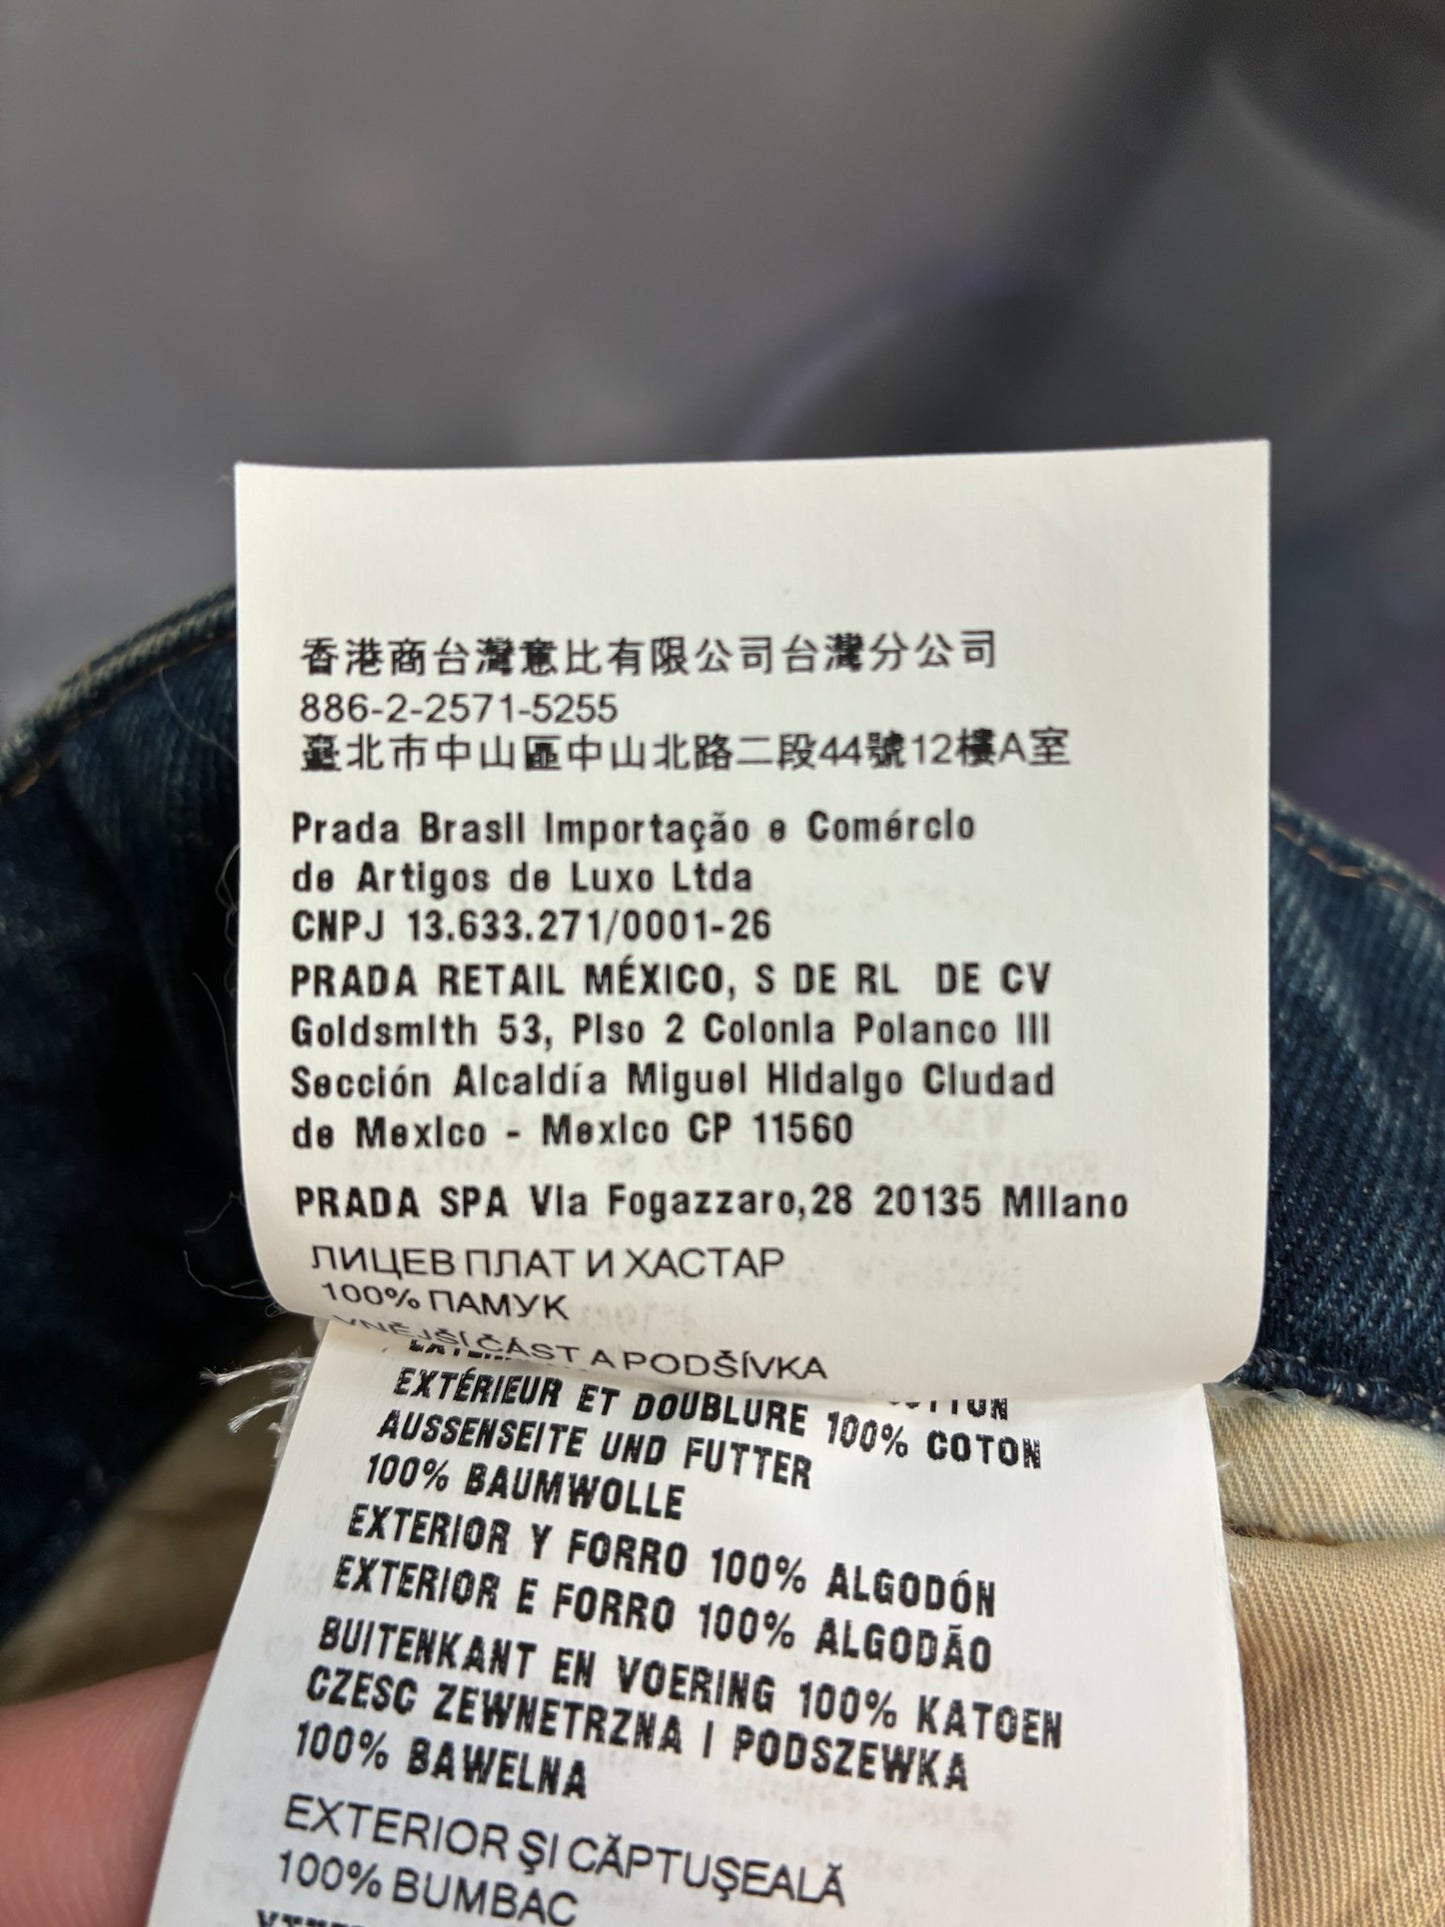 香港商台灣意比有限公司台灣分公司
886-2-2571-5255
臺北市中山區中山北路二段44號12樓A室
Prada Brasil Importação e Comércio
de Artigos de Luxo Ltda
CNPJ 13.633.271/0001-26
PRADA RETAIL MÉXICO, S DE RL DE CV
Goldsmith 53, Piso 2 Colonia Polanco III
Sección Alcaldía Miguel Hidalgo Ciudad
de Mexico - Mexico CP 11560
PRADA SPA Via Fogazzaro,28 20135 Milano
ЛИЦЕВ ПЛАТ И ХАСТАР
100% ПАМУК
VNĚJŠÍ ČÁST A PODŠÍVKA
EXTÉRIEUR ET DOUBLURE 100% COTON
AUSSENSEITE UND FUTTER
100% BAUMWOLLE
EXTERIOR Y FORRO 100% ALGODÓN
EXTERIOR E FORRO 100% ALGODÃO
BUITENKANT EN VOERING 100% KATOEN
CZESC ZEWNETRZNA I PODSZEWKA
100% BAWELNA
EXTERIOR ŞI CĂPTUŞEALĂ
100% BUMBAC